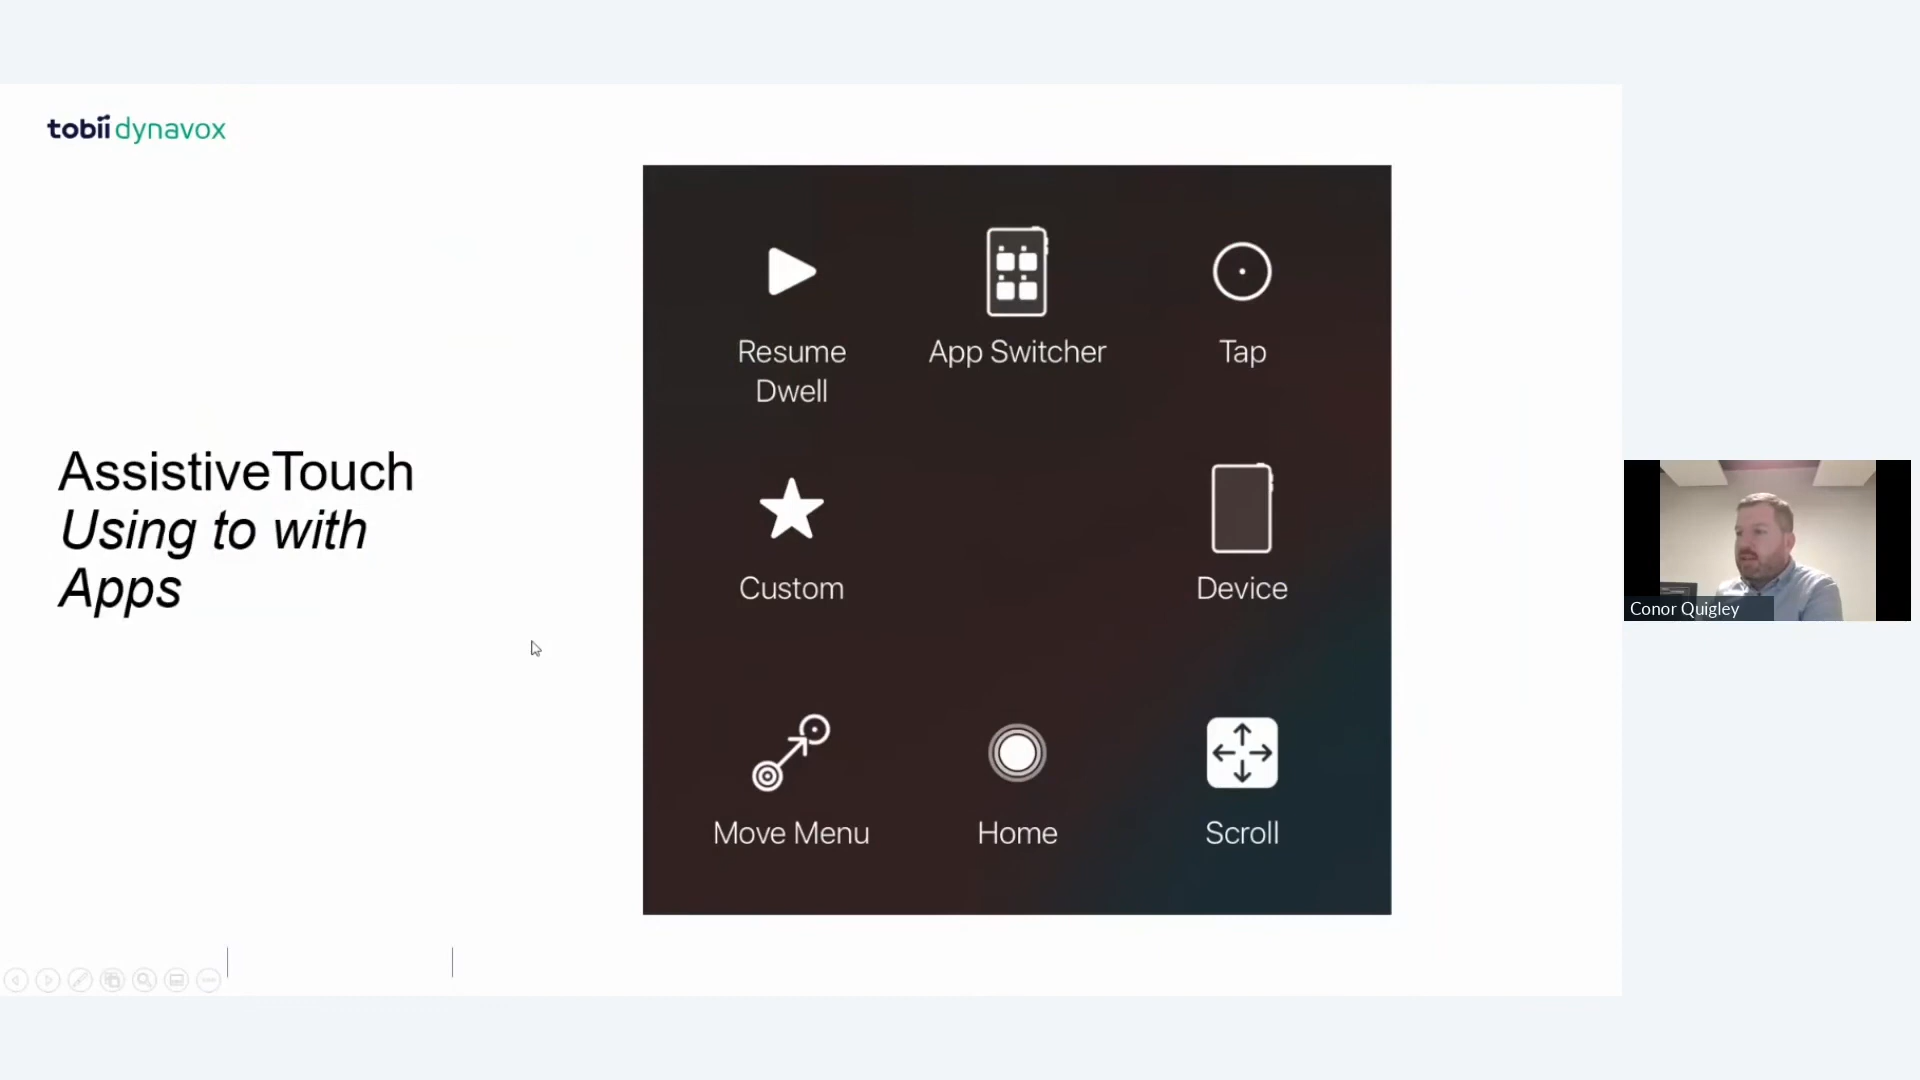 tobii dynavox
AssistiveTouch
Using to with
Apps
Resume
Dwell
App Switcher
Tap
Custom
Device
Move Menu
Home
Scroll
Conor Quigley